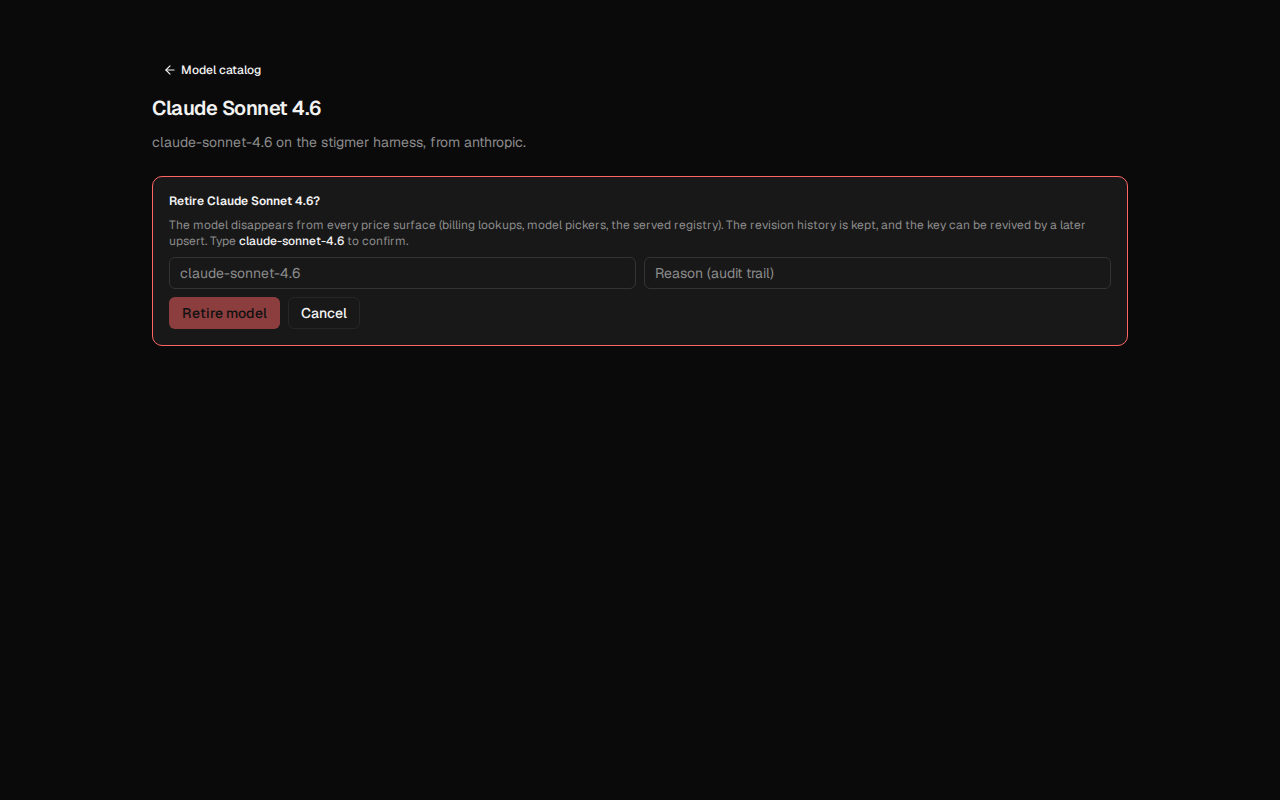 Model catalog
Claude Sonnet 4.6
claude-sonnet-4.6 on the stigmer harness, from anthropic.
Retire Claude Sonnet 4.6?
The model disappears from every price surface (billing lookups, model pickers, the served registry). The revision history is kept, and the key can be revived by a later
upsert. Type claude-sonnet-4.6 to confirm.
claude-sonnet-4.6 Reason (audit trail)
Retire model Cancel